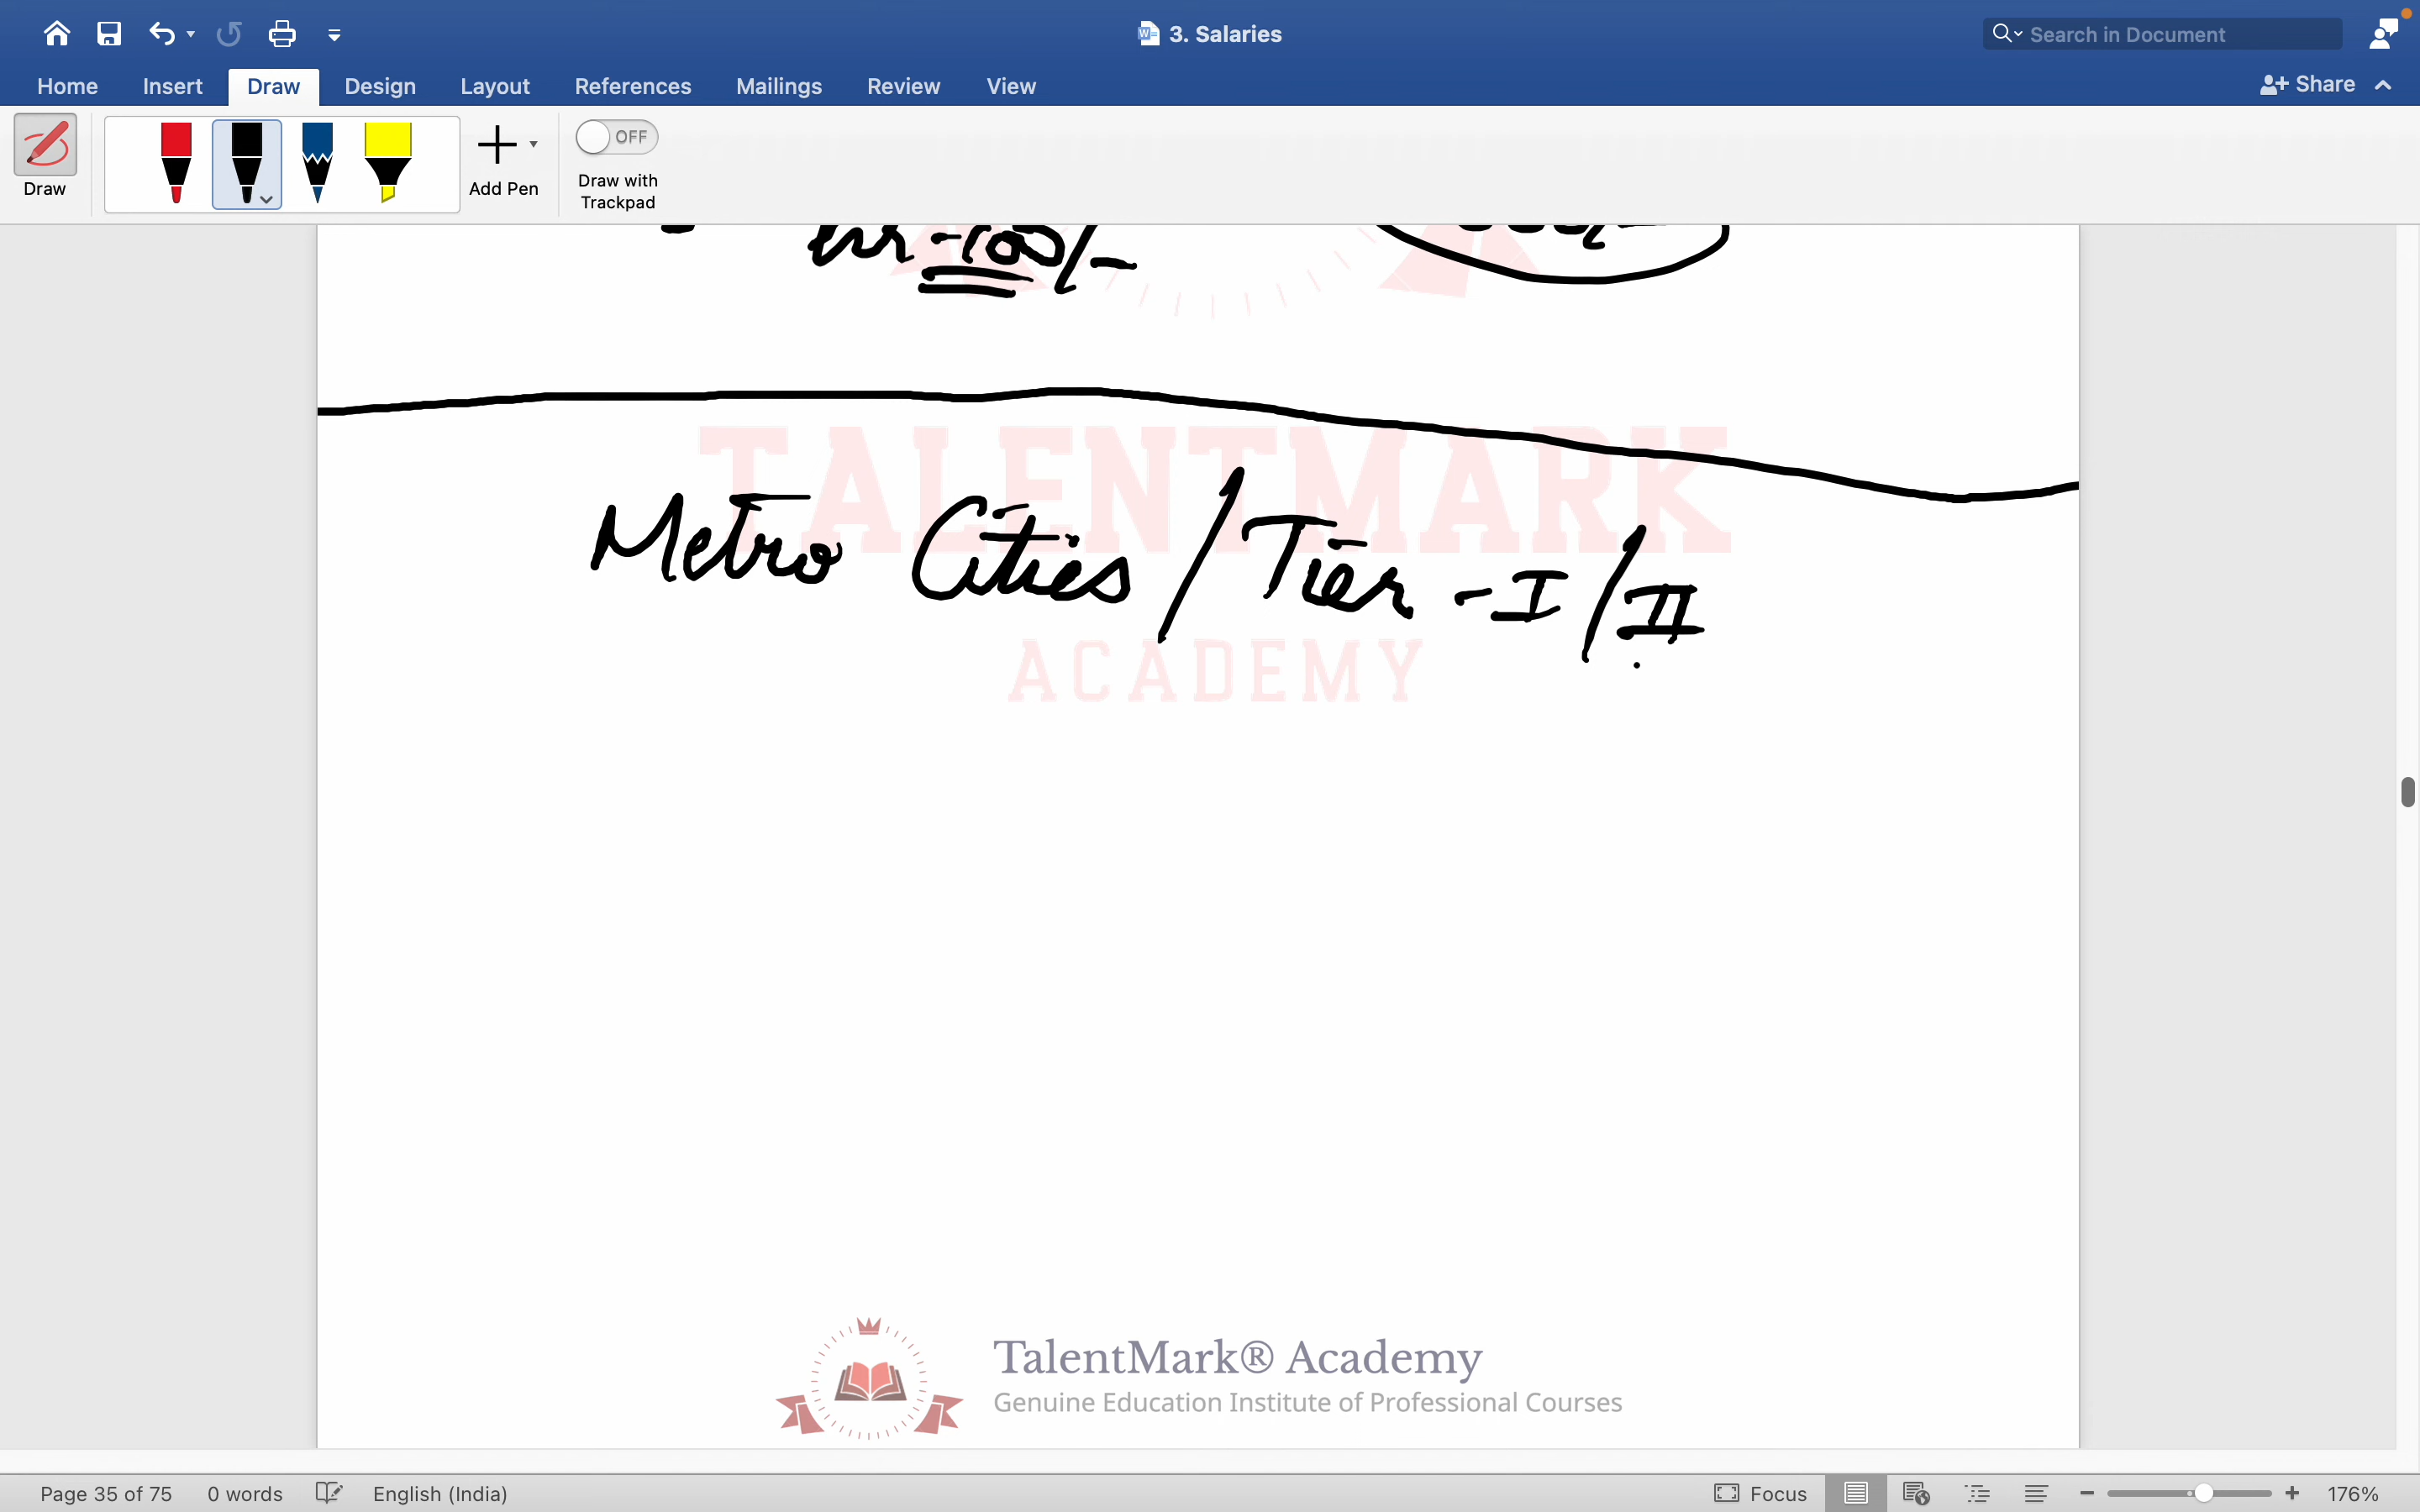 3. Salaries
Search in Document
Home Insert Draw Design Layout References Mailings Review View
Share
Draw
Add Pen
OFF
Draw with
Trackpad
100/-
Metro Cities / Tier - I / II
TALENTMARK
ACADEMY
TalentMark® Academy
Genuine Education Institute of Professional Courses
Page 35 of 75 0 words English (India) Focus 176%